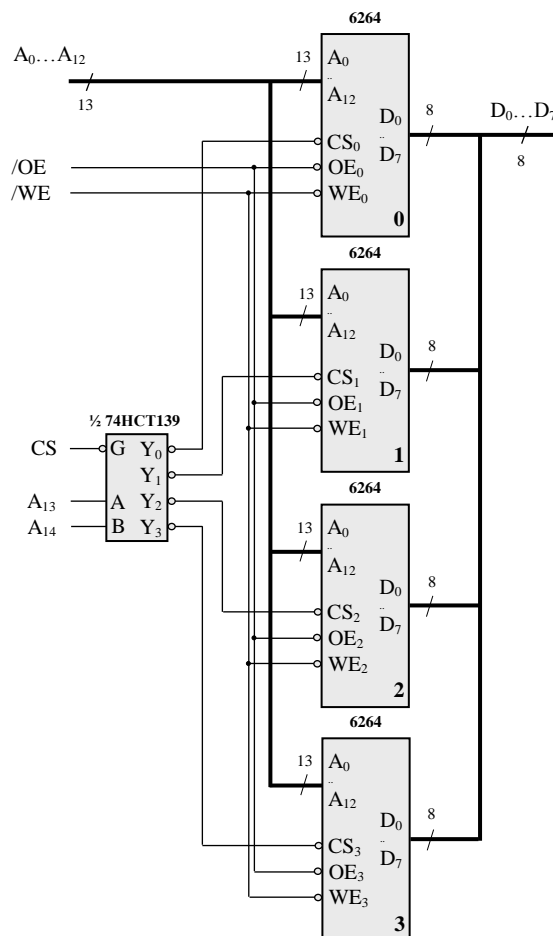 6264
A₀…A₁₂
13
13
A₀
..
A₁₂
D₀
..
D₇
8
D₀…D₇
8
CS₀
/OE
OE₀
/WE
WE₀
0
6264
13
A₀
..
A₁₂
D₀
..
D₇
8
CS₁
OE₁
WE₁
1
½ 74HCT139
CS
G
Y₀
Y₁
A₁₃
A
Y₂
A₁₄
B
Y₃
6264
13
A₀
..
A₁₂
D₀
..
D₇
8
CS₂
OE₂
WE₂
2
6264
13
A₀
..
A₁₂
D₀
..
D₇
8
CS₃
OE₃
WE₃
3